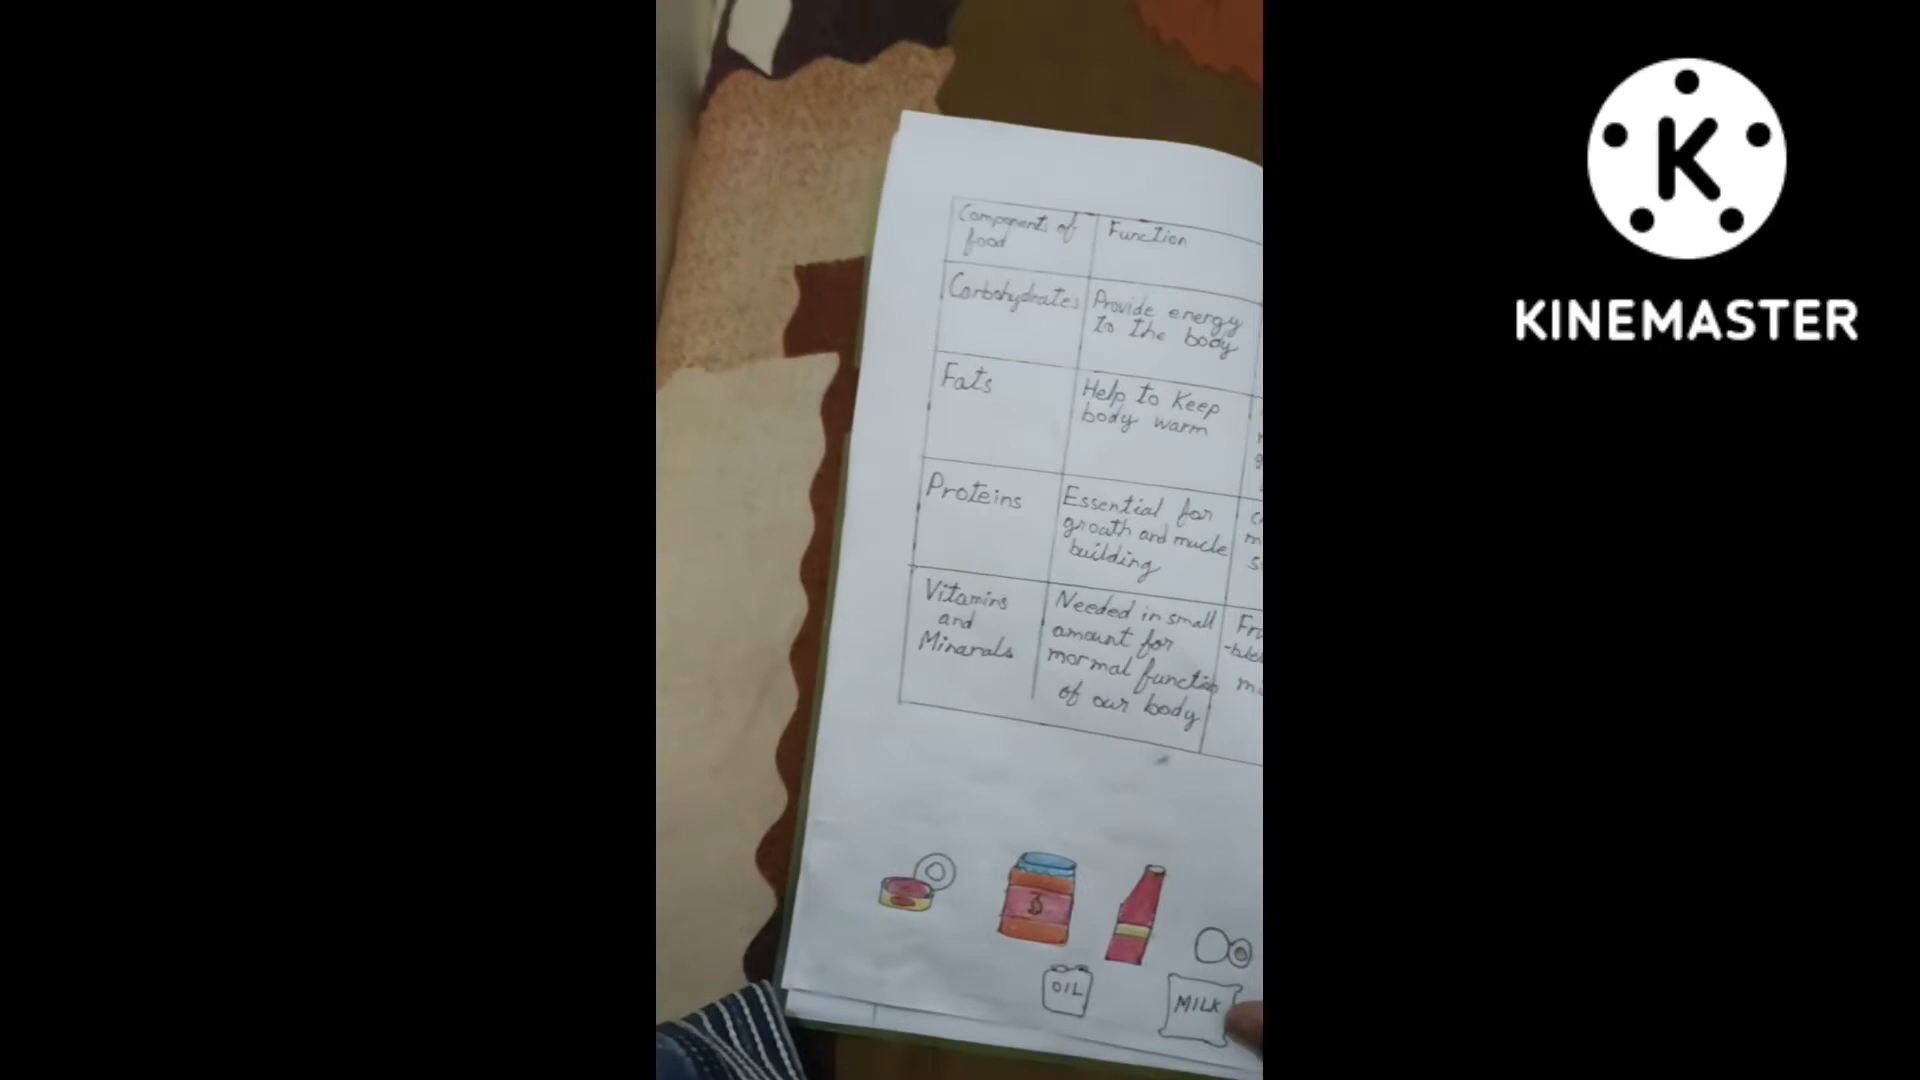 Components of
food
Function
Carbohydrates
Provide energy
to the body
Fats
Help to Keep
body warm
Proteins
Essential for
groath and mucle
building
Vitamins
and
Minarals
Needed in small
amount for
mormal function
of our body
OIL
MILK
KINEMASTER